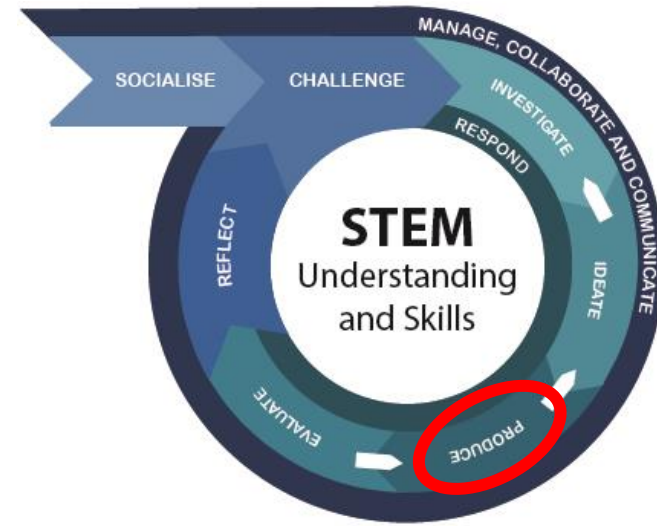 MANAGE, COLLABORATE AND COMMUNICATE
SOCIALISE
CHALLENGE
INVESTIGATE
RESPOND
IDEATE
PRODUCE
EVALUATE
REFLECT
STEM
Understanding
and Skills